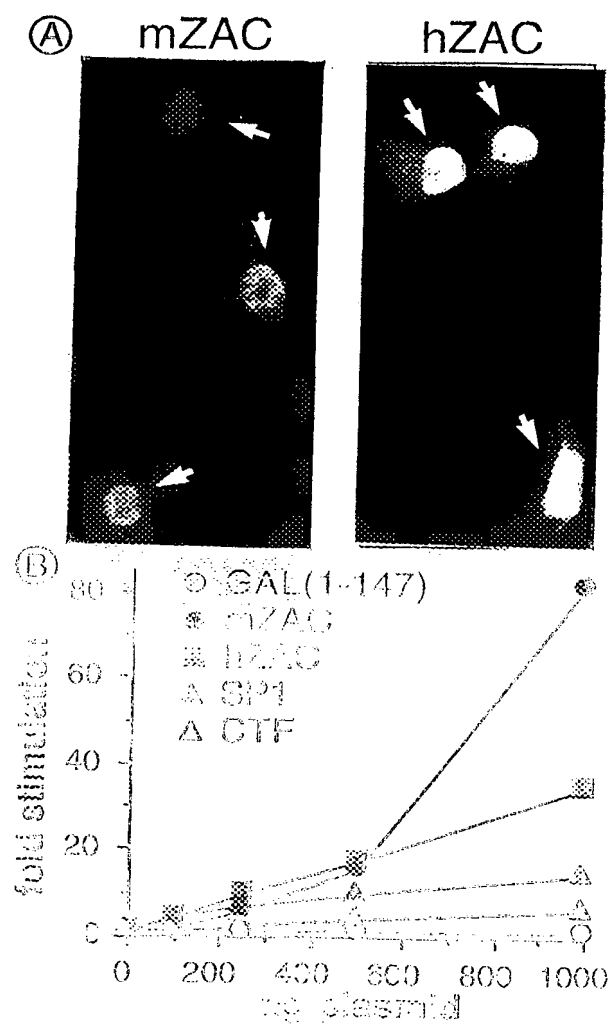 A mZAC hZAC
B
80
60
40
20
0
GAL(1-147)
mZAC
hZAC
SP1
CTF
fold stimulation
0 200 400 600 800 1000
ng plasmid